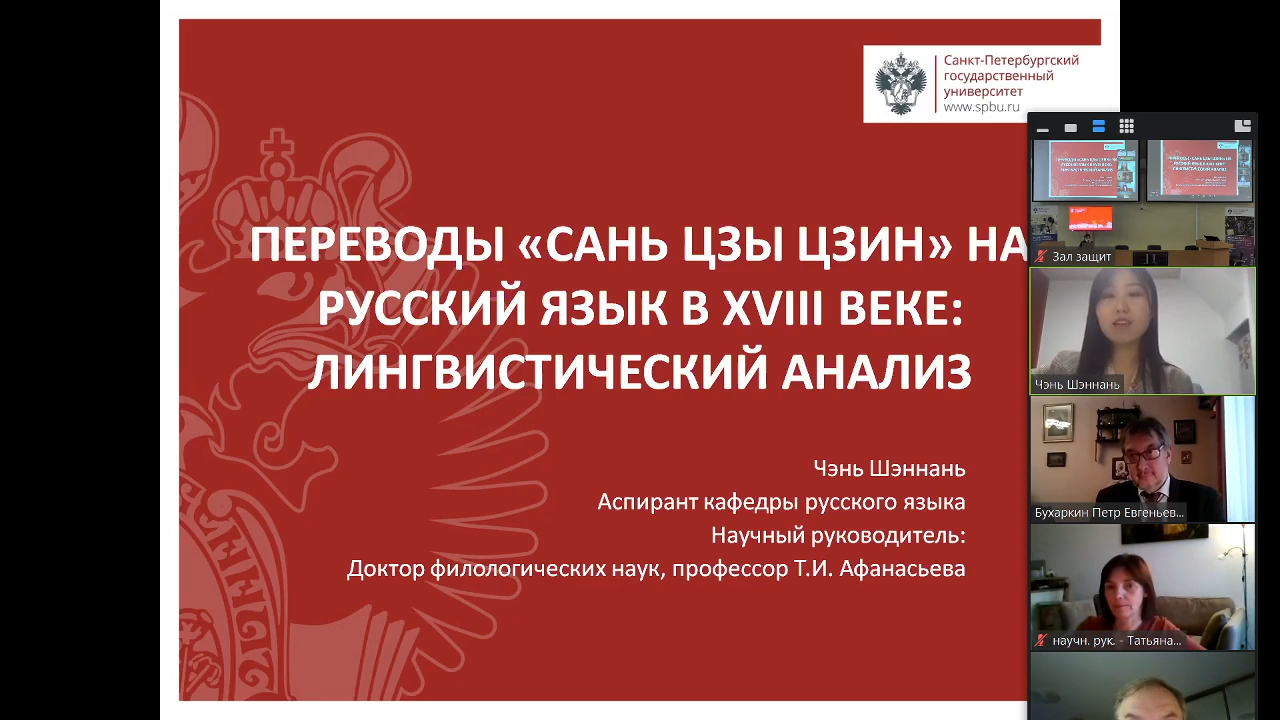 Санкт-Петербургский
государственный
университет
www.spbu.ru
ПЕРЕВОДЫ «САНЬ ЦЗЫ ЦЗИН» НА
РУССКИЙ ЯЗЫК В XVIII ВЕКЕ:
ЛИНГВИСТИЧЕСКИЙ АНАЛИЗ
Чэнь Шэннань
Аспирант кафедры русского языка
Научный руководитель:
Доктор филологических наук, профессор Т.И. Афанасьева
Зал защит
Чэнь Шэннань
Бухаркин Петр Евгеньев...
научн. рук. - Татьяна...